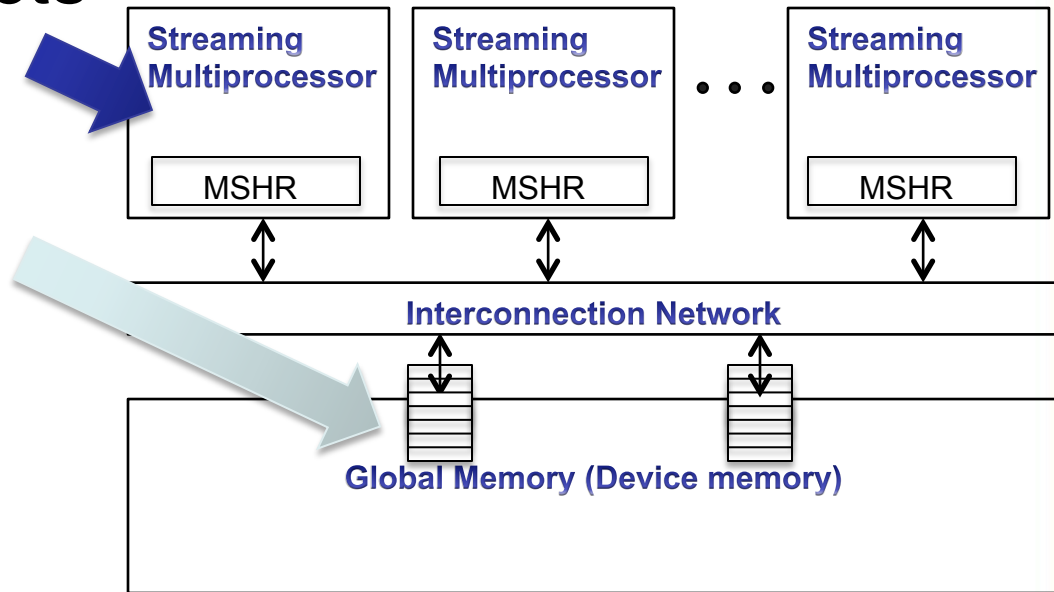 Streaming
Multiprocessor
MSHR
Streaming
Multiprocessor
MSHR
Streaming
Multiprocessor
MSHR
Interconnection Network
Global Memory (Device memory)